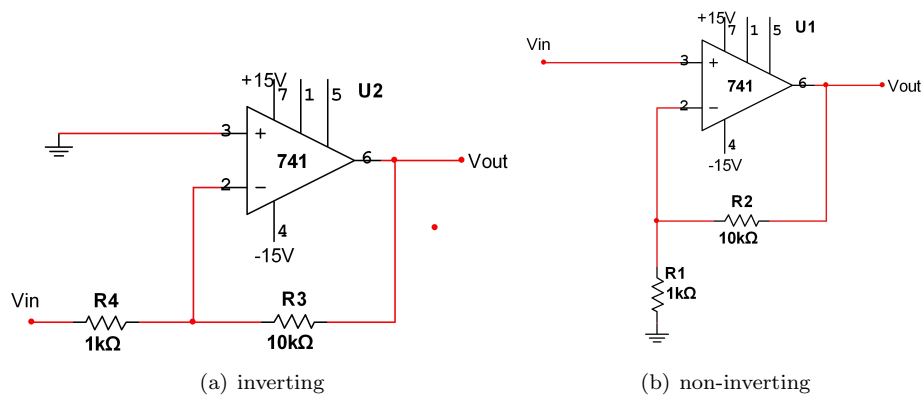 +15V
7
1
5
U2
3
+
741
6
Vout
2
−
4
-15V
Vin
R4
1kΩ
R3
10kΩ
(a) inverting
+15V
7
1
5
U1
Vin
3
+
741
6
Vout
2
−
4
-15V
R2
10kΩ
R1
1kΩ
(b) non-inverting